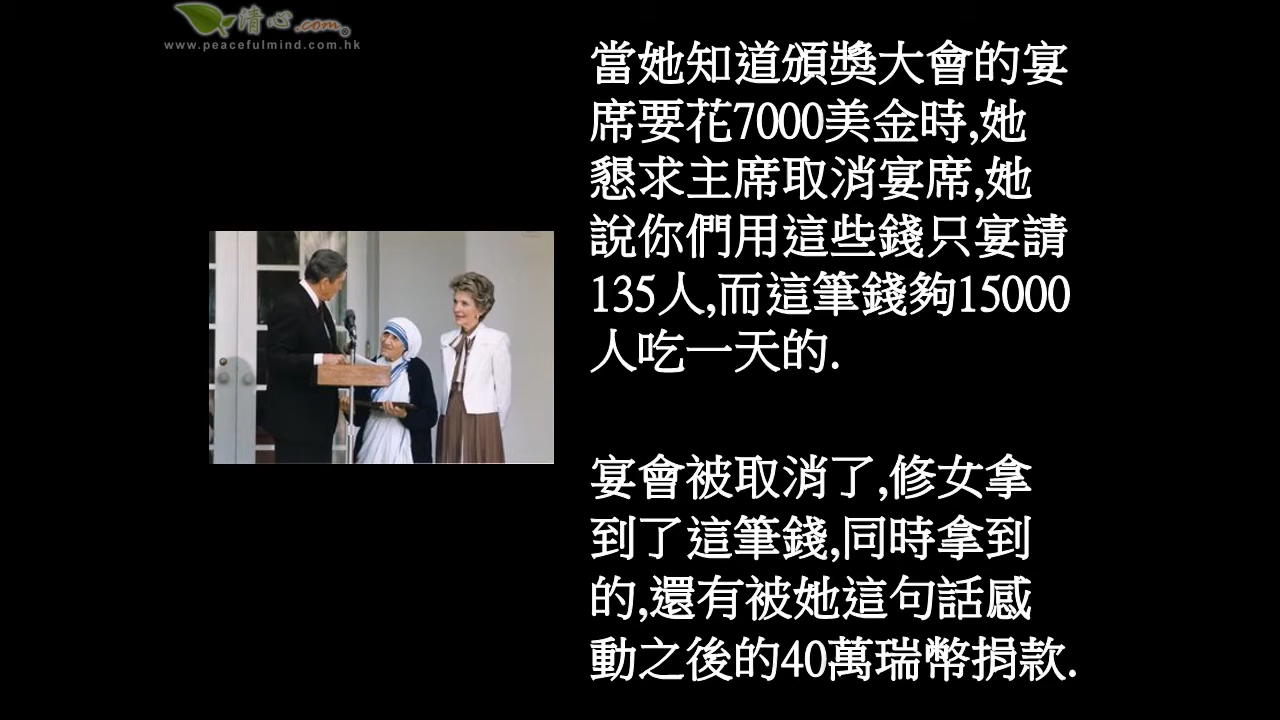 清心.com
www.peacefulmind.com.hk
當她知道頒獎大會的宴
席要花7000美金時,她
懇求主席取消宴席,她
說你們用這些錢只宴請
135人,而這筆錢夠15000
人吃一天的.
宴會被取消了,修女拿
到了這筆錢,同時拿到
的,還有被她這句話感
動之後的40萬瑞幣捐款.